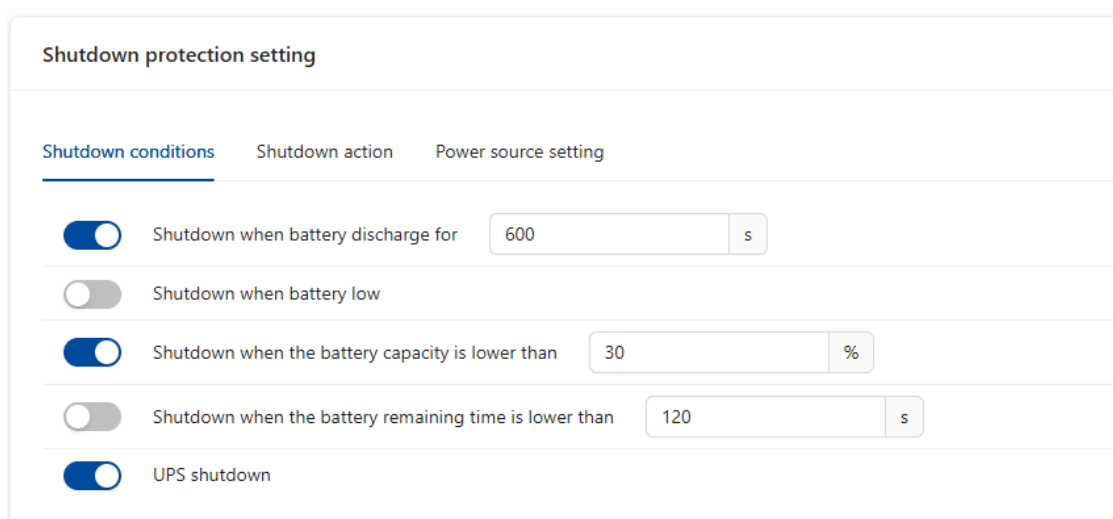 Shutdown protection setting
Shutdown conditions Shutdown action Power source setting
Shutdown when battery discharge for 600 s
Shutdown when battery low
Shutdown when the battery capacity is lower than 30 %
Shutdown when the battery remaining time is lower than 120 s
UPS shutdown